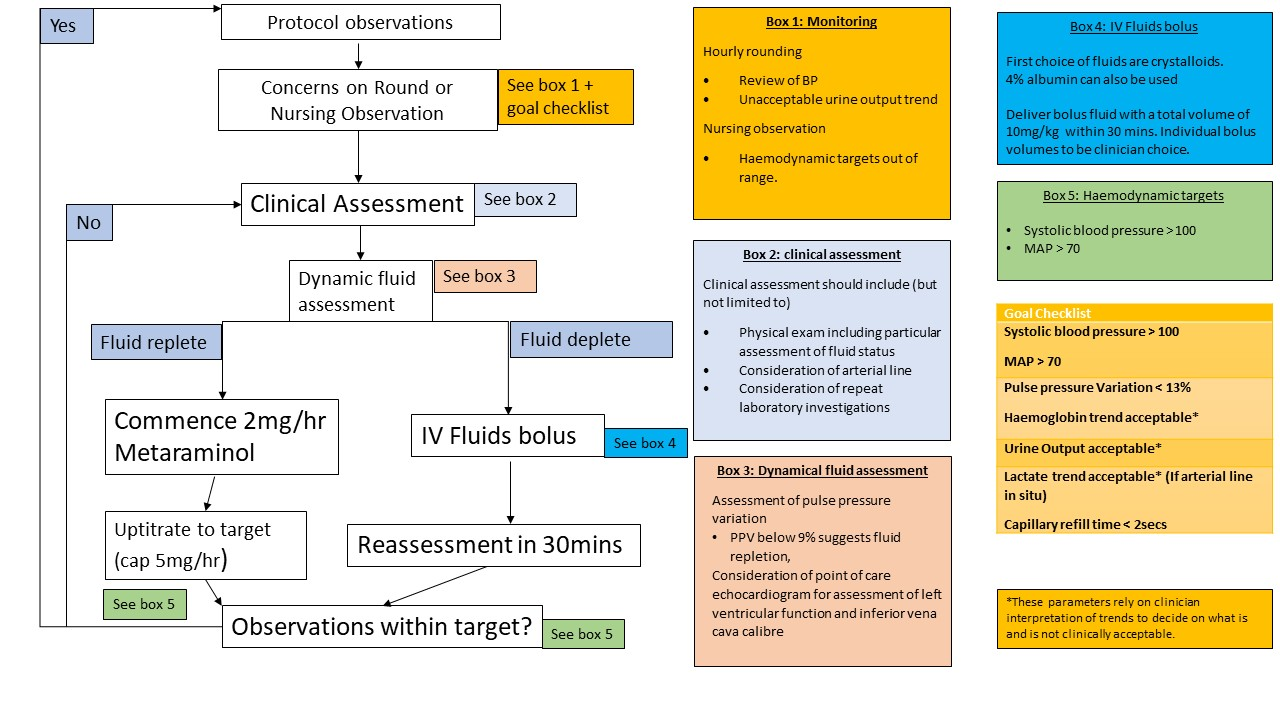 Yes
Protocol observations
Concerns on Round or
Nursing Observation
See box 1 +
goal checklist
Clinical Assessment
See box 2
No
Dynamic fluid
assessment
See box 3
Fluid replete
Fluid deplete
Commence 2mg/hr
Metaraminol
IV Fluids bolus
See box 4
Uptitrate to target
(cap 5mg/hr)
Reassessment in 30mins
See box 5
Observations within target?
See box 5
Box 1: Monitoring
Hourly rounding
• Review of BP
• Unacceptable urine output trend
Nursing observation
• Haemodynamic targets out of
range.
Box 2: clinical assessment
Clinical assessment should include (but
not limited to)
• Physical exam including particular
assessment of fluid status
• Consideration of arterial line
• Consideration of repeat
laboratory investigations
Box 3: Dynamical fluid assessment
Assessment of pulse pressure
variation
• PPV below 9% suggests fluid
repletion,
Consideration of point of care
echocardiogram for assessment of left
ventricular function and inferior vena
cava calibre
Box 4: IV Fluids bolus
First choice of fluids are crystalloids.
4% albumin can also be used
Deliver bolus fluid with a total volume of
10mg/kg within 30 mins. Individual bolus
volumes to be clinician choice.
Box 5: Haemodynamic targets
• Systolic blood pressure >100
• MAP > 70
Goal Checklist
Systolic blood pressure > 100
MAP > 70
Pulse pressure Variation < 13%
Haemoglobin trend acceptable*
Urine Output acceptable*
Lactate trend acceptable* (If arterial line
in situ)
Capillary refill time < 2secs
*These parameters rely on clinician
interpretation of trends to decide on what is
and is not clinically acceptable.